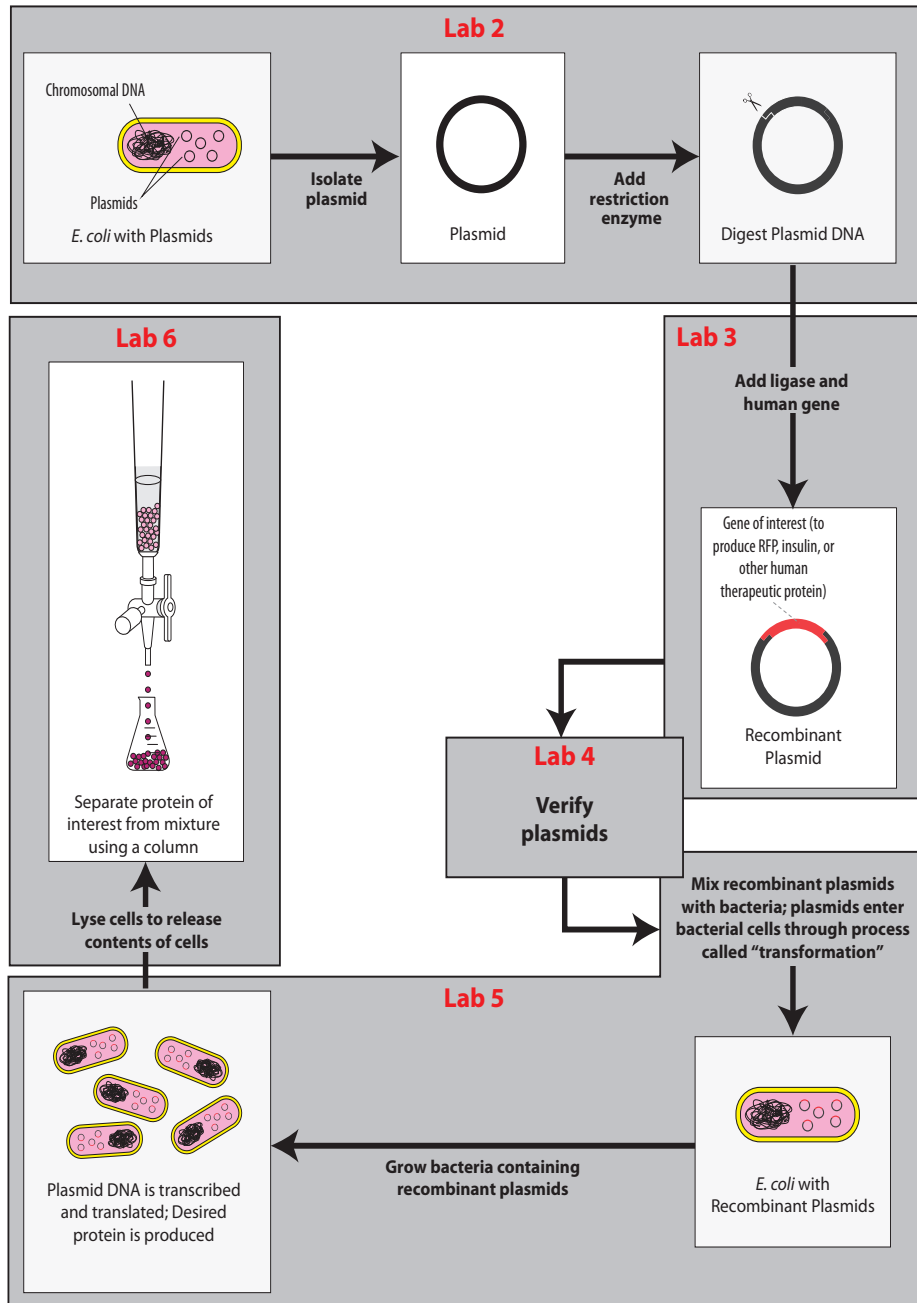 Lab 2
Chromosomal DNA
Plasmids
E. coli with Plasmids
Isolate
plasmid
Plasmid
Add
restriction
enzyme
Digest Plasmid DNA
Lab 3
Add ligase and
human gene
Gene of interest (to
produce RFP, insulin, or
other human
therapeutic protein)
Recombinant
Plasmid
Lab 4
Verify
plasmids
Lab 5
Mix recombinant plasmids
with bacteria; plasmids enter
bacterial cells through process
called “transformation”
E. coli with
Recombinant Plasmids
Grow bacteria containing
recombinant plasmids
Plasmid DNA is transcribed
and translated; Desired
protein is produced
Lab 6
Lyse cells to release
contents of cells
Separate protein of
interest from mixture
using a column